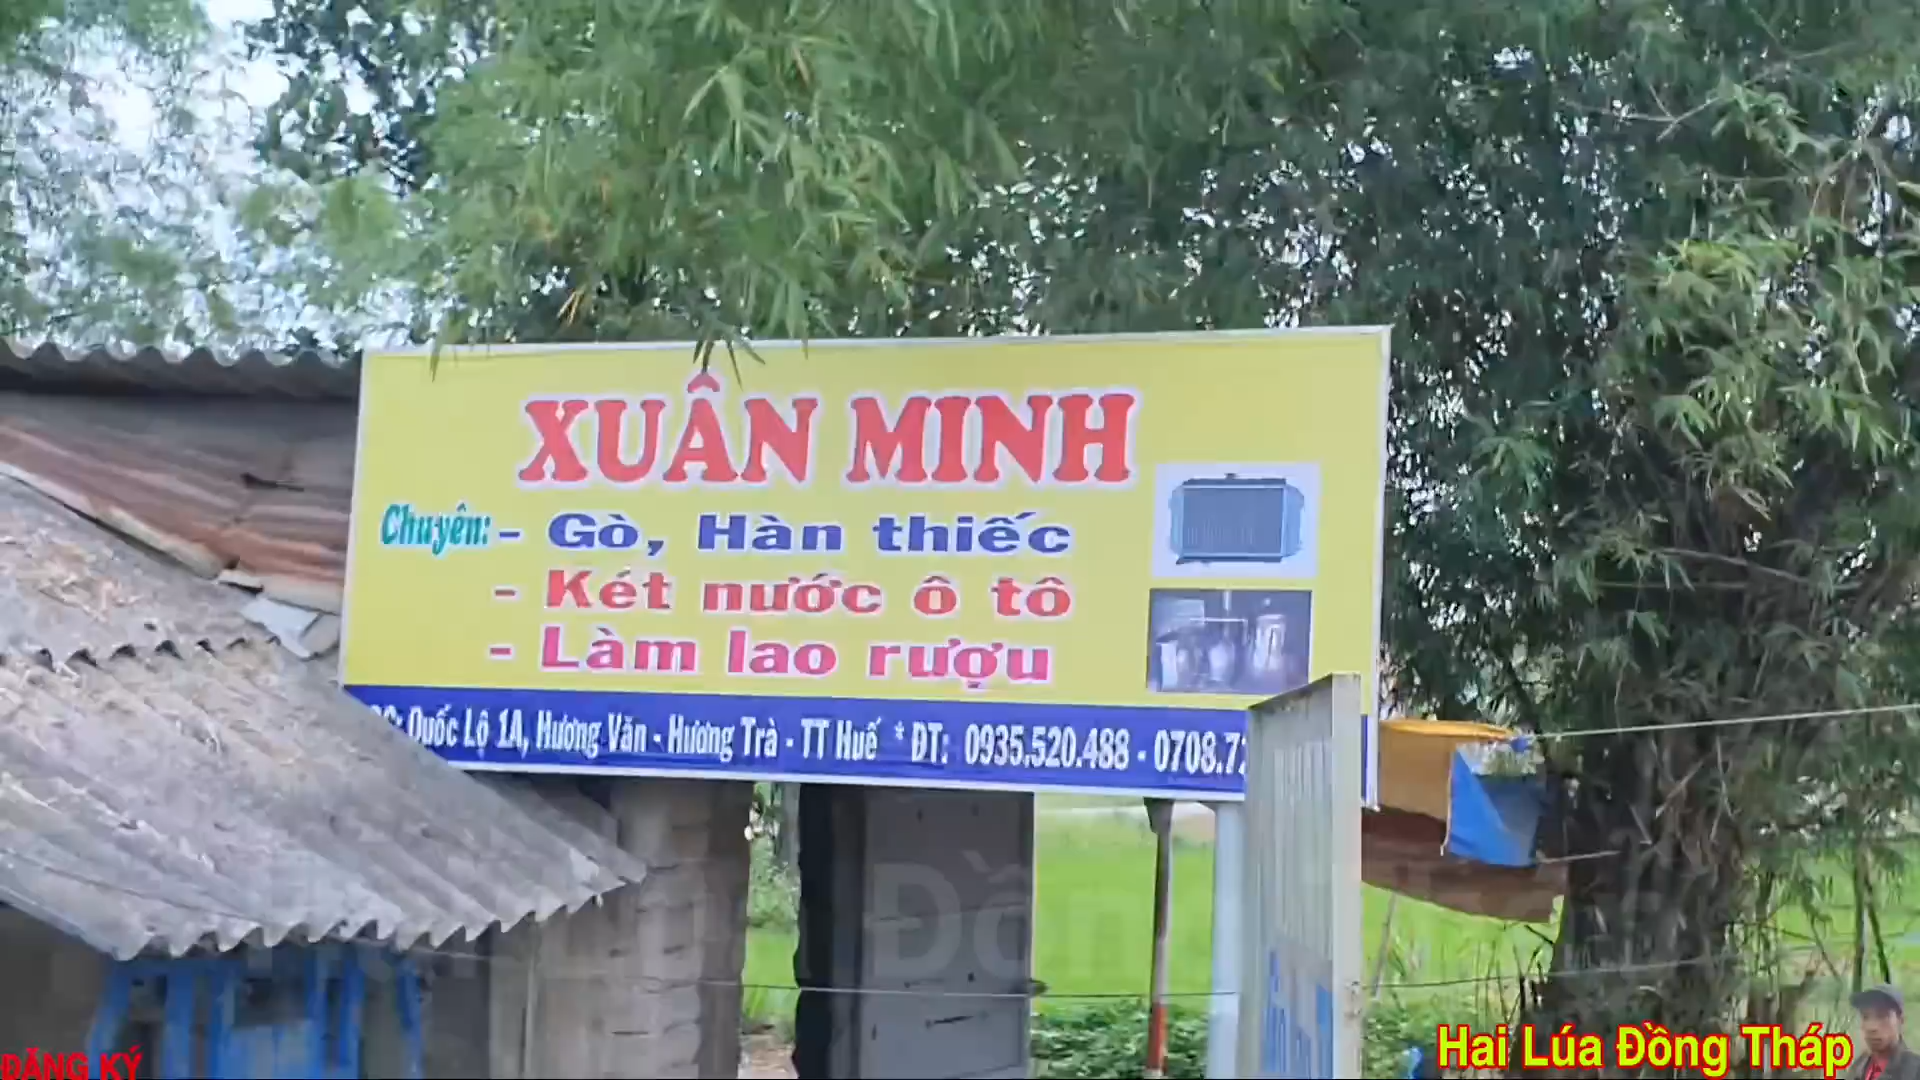 XUÂN MINH
Chuyên: - Gò, Hàn thiếc
- Két nước ô tô
- Làm lao rượu
Quốc Lộ 1A, Hương Văn - Hương Trà - TT Huế * ĐT: 0935.520.488 - 0708.72
Hai Lúa Đồng Tháp
ĐĂNG KÝ